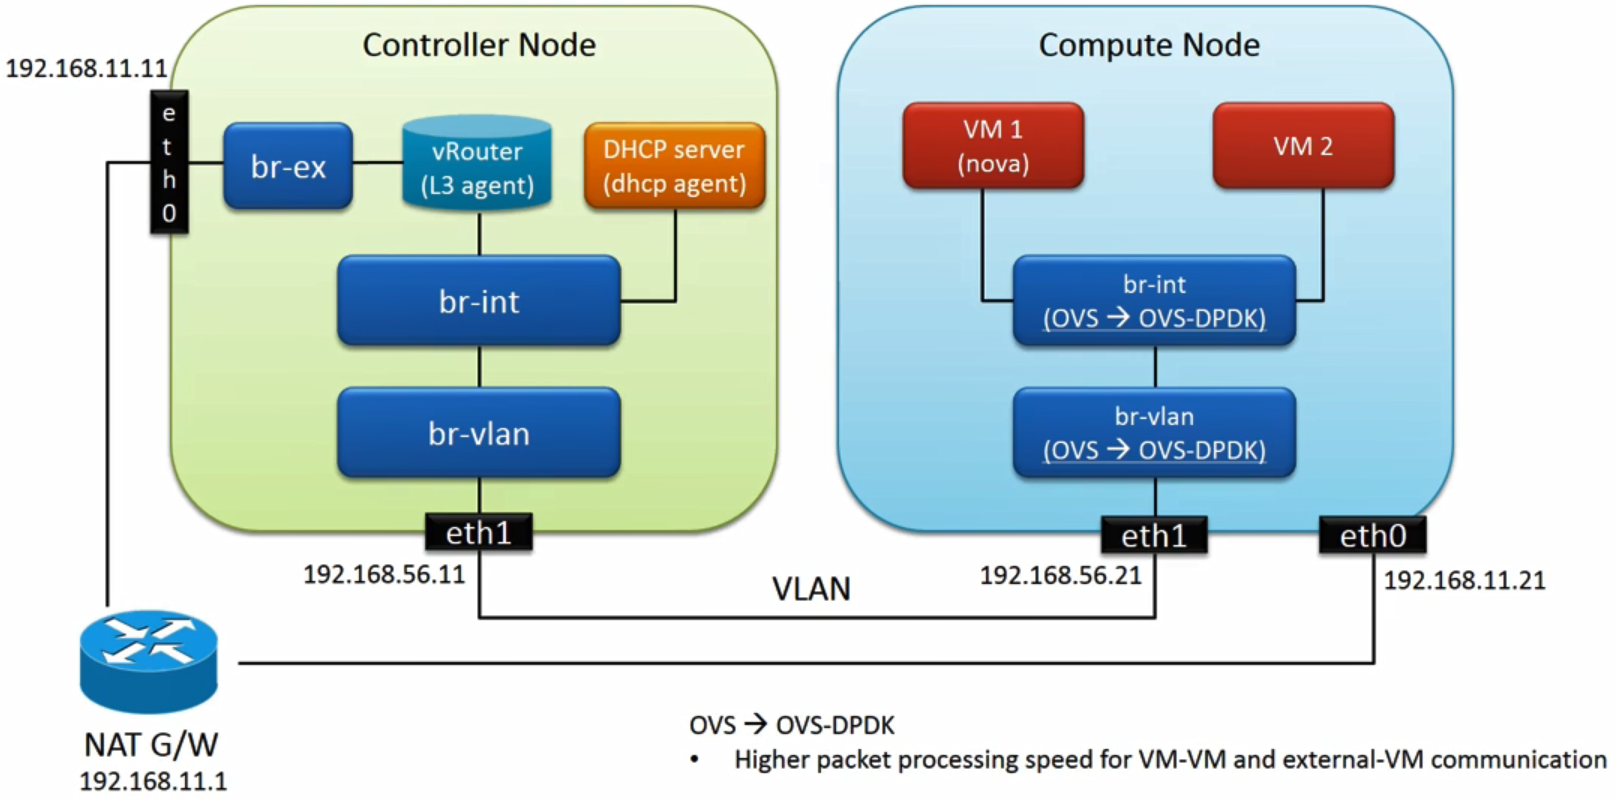 Controller Node
Compute Node
192.168.11.11
e
t
h
0
br-ex
vRouter
(L3 agent)
DHCP server
(dhcp agent)
VM 1
(nova)
VM 2
br-int
br-int
(OVS → OVS-DPDK)
br-vlan
br-vlan
(OVS → OVS-DPDK)
eth1
eth1
eth0
192.168.56.11
VLAN
192.168.56.21
192.168.11.21
NAT G/W
192.168.11.1
OVS → OVS-DPDK
• Higher packet processing speed for VM-VM and external-VM communication